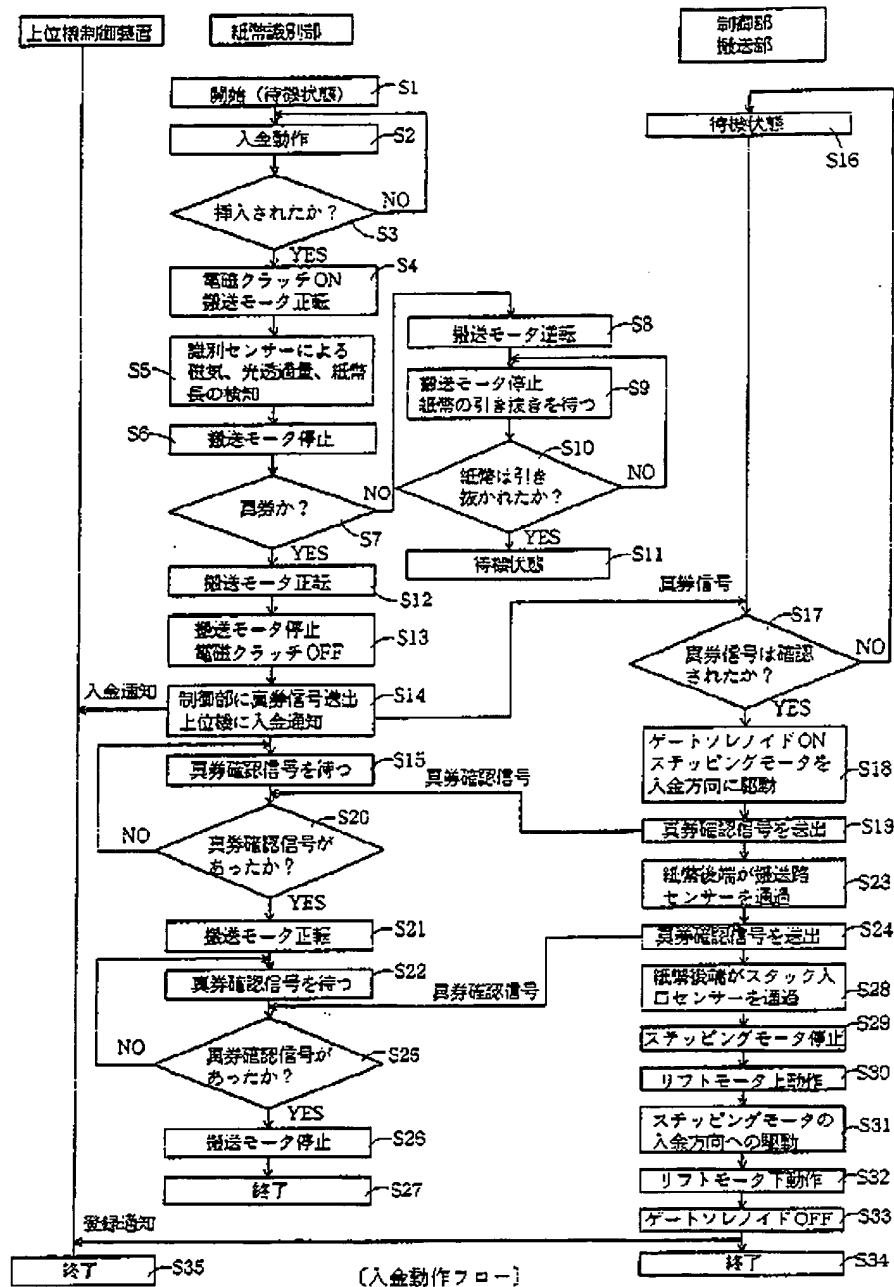 上位機制御装置
紙幣識別部
制御部
搬送部
開始（待機状態）
S1
入金動作
S2
挿入されたか？
NO
S3
YES
電磁クラッチON
搬送モータ正転
S4
識別センサーによる
磁気、光透過量、紙幣
長の検知
S5
搬送モータ停止
S6
真券か？
NO
S7
YES
搬送モータ逆転
S8
搬送モータ停止
紙幣の引き抜きを待つ
S9
紙幣は引き
抜かれたか？
S10
NO
YES
待機状態
S11
搬送モータ正転
S12
搬送モータ停止
電磁クラッチOFF
S13
入金通知
制御部に真券信号送出
上位機に入金通知
S14
真券確認信号を待つ
S15
真券確認信号が
あったか？
S20
NO
YES
搬送モータ正転
S21
真券確認信号を待つ
S22
真券確認信号が
あったか？
S25
NO
YES
搬送モータ停止
S26
終了
S27
待機状態
S16
真券信号
真券信号は確認
されたか？
S17
NO
YES
ゲートソレノイドON
ステッピングモータを
入金方向に駆動
S18
真券確認信号
真券確認信号を送出
S19
紙幣後端が搬送路
センサーを通過
S23
真券確認信号を送出
S24
真券確認信号
紙幣後端がスタック入
口センサーを通過
S28
ステッピングモータ停止
S29
リフトモータ上動作
S30
ステッピングモータの
入金方向への駆動
S31
リフトモータ下動作
S32
ゲートソレノイドOFF
S33
登録通知
終了
S34
終了
S35
〔入金動作フロー〕